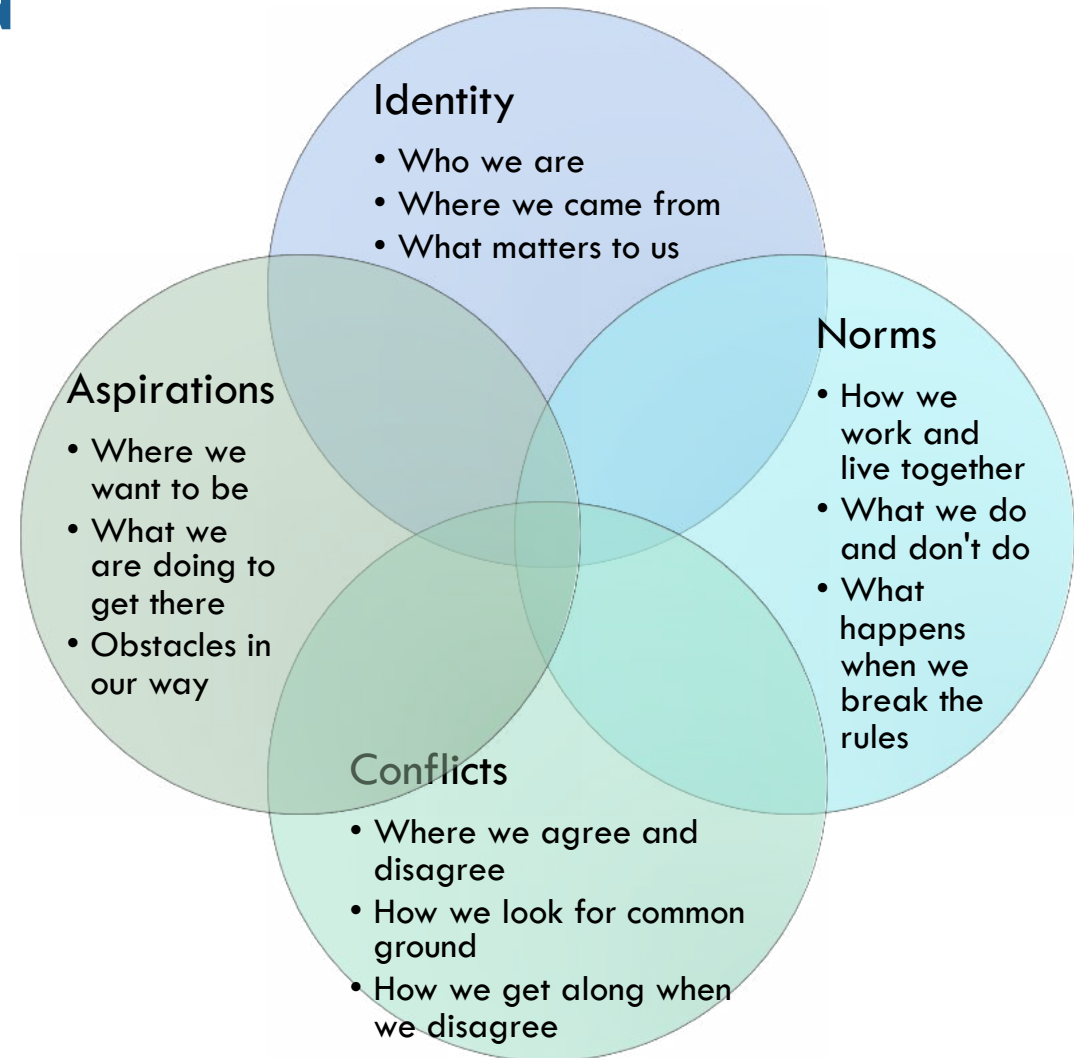 Identity
• Who we are
• Where we came from
• What matters to us
Norms
• How we
work and
live together
• What we do
and don't do
• What
happens
when we
break the
rules
Aspirations
• Where we
want to be
• What we
are doing to
get there
• Obstacles in
our way
Conflicts
• Where we agree and
disagree
• How we look for common
ground
• How we get along when
we disagree